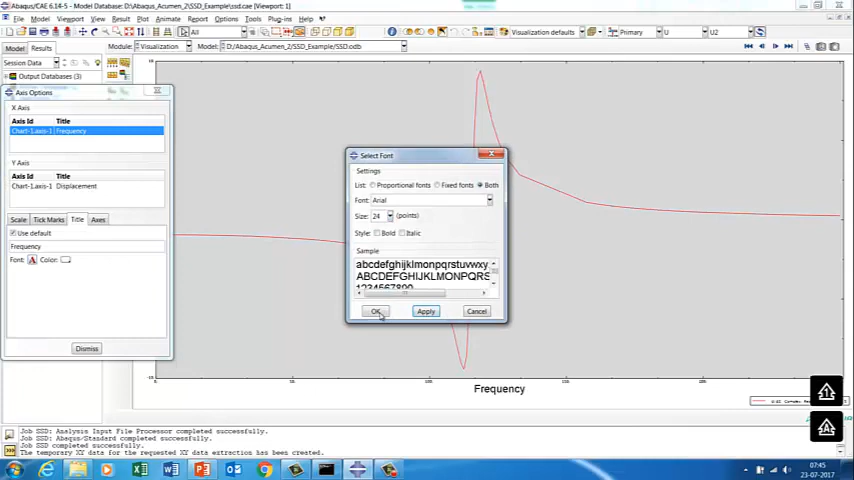 Abaqus/CAE 6.14-5 - Model Database: D:\Abaqus_Acumen_2\SSD_Example\ssd.cae [Viewport: 1]
File Model Viewport View Result Plot Animate Report Options Tools Plug-ins Help
All
Visualization defaults Primary U U2
Model Results Module: Visualization Model: D:/Abaqus_Acumen_2/SSD_Example/SSD.odb
Session Data
Output Databases (3)
Axis Options
X Axis
Axis Id Title
Chart-1.axis-1 Frequency
Y Axis
Axis Id Title
Chart-1.axis-1 Displacement
Scale Tick Marks Title Axes
Use default
Frequency
Font: A Color:
Dismiss
Select Font
Settings
List: Proportional fonts Fixed fonts Both
Font: Arial
Size: 24 (points)
Style: Bold Italic
Sample
abcdefghijklmnopqrstuvwxy
ABCDEFGHIJKLMNOPQRS
1234567890
OK Apply Cancel
Frequency
Job SSD: Analysis Input File Processor completed successfully.
Job SSD: Abaqus/Standard completed successfully.
Job SSD completed successfully.
The temporary XY data for the requested XY data extraction has been created.
07:45
23-07-2017